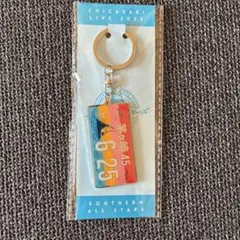 CHIGASAKI
LIVE 2023
茅ヶ崎 45
6 25
SOUTHERN
ALL STARS